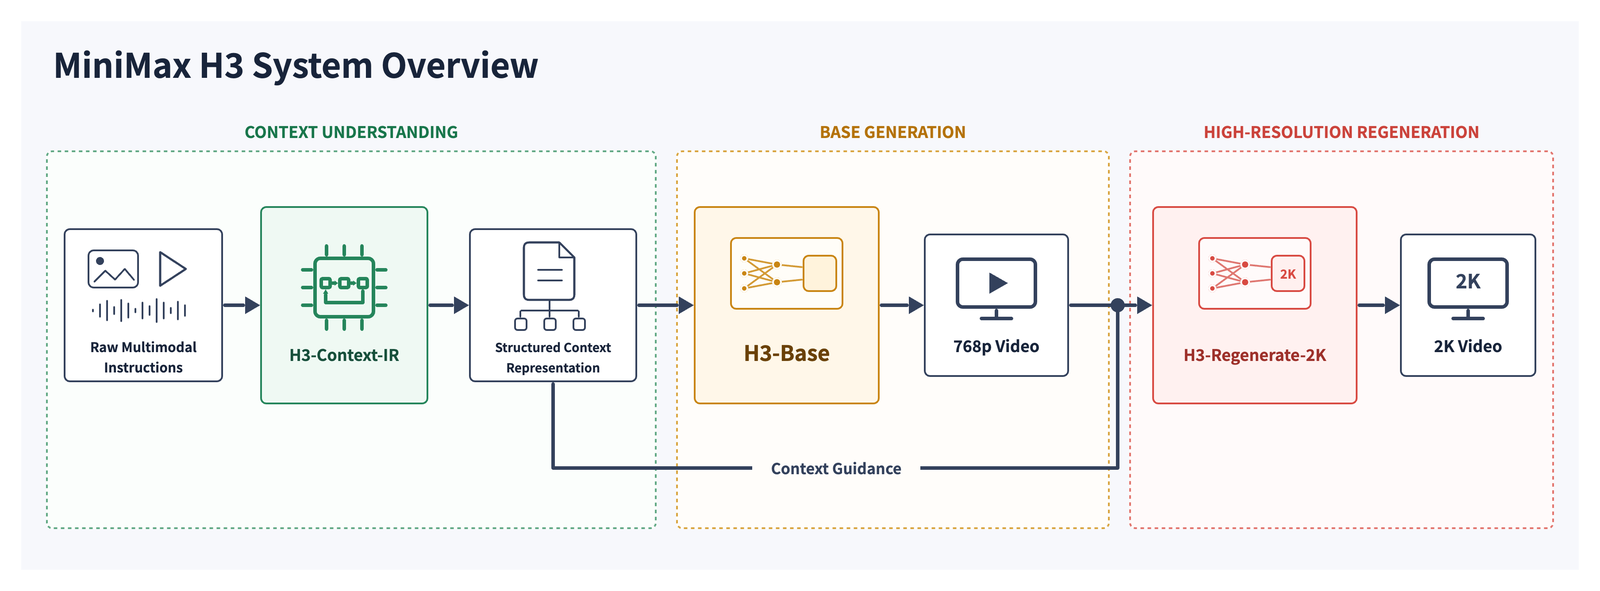 MiniMax H3 System Overview
CONTEXT UNDERSTANDING
Raw Multimodal
Instructions
H3-Context-IR
Structured Context
Representation
BASE GENERATION
H3-Base
768p Video
Context Guidance
HIGH-RESOLUTION REGENERATION
2K
H3-Regenerate-2K
2K
2K Video